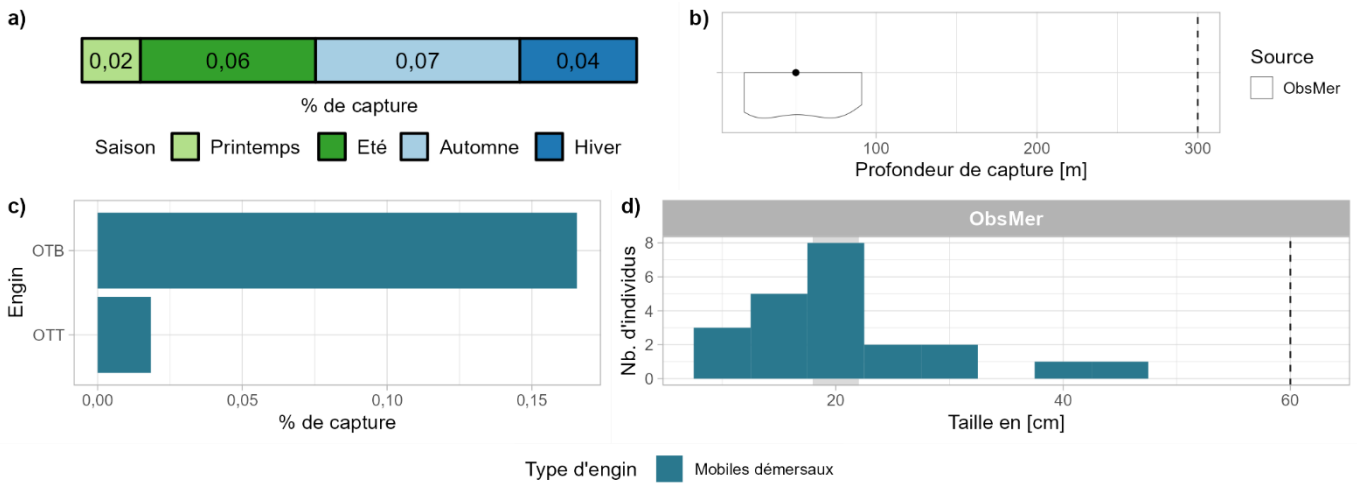 a)
0,02 0,06 0,07 0,04
% de capture
Saison Printemps Eté Automne Hiver
b)
100 200 300
Profondeur de capture [m]
Source
ObsMer
c)
Engin
OTB
OTT
0,00 0,05 0,10 0,15
% de capture
d)
ObsMer
Nb. d'individus
8
6
4
2
0
20 40 60
Taille en [cm]
Type d'engin Mobiles démersaux